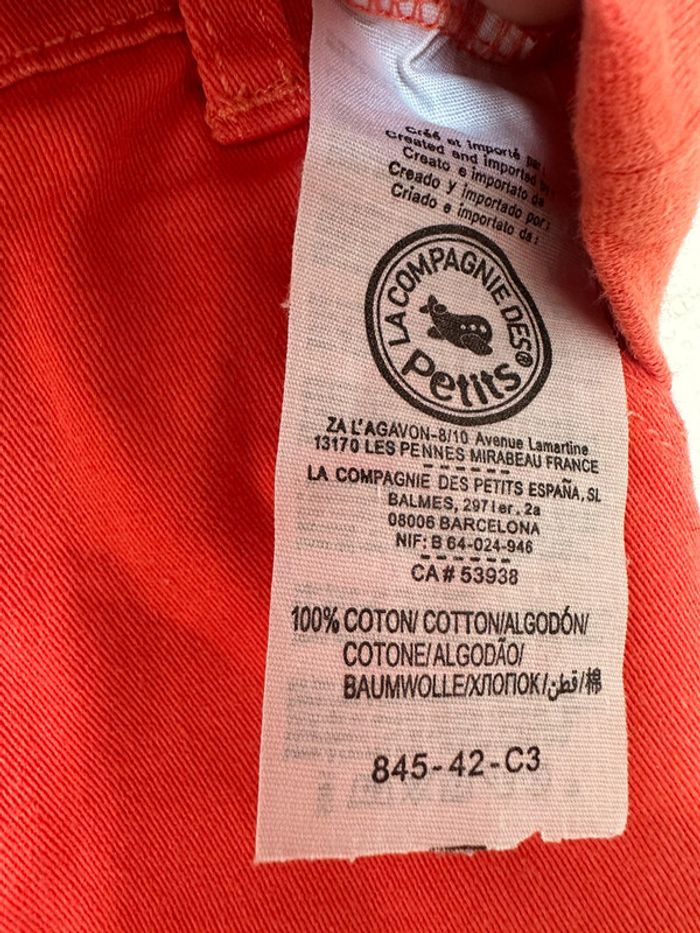 Créé et importé par
Created and imported
Creato e importato da
Creado y importado por:
Criado e importato da:
LA COMPAGNIE DES
Petits®
ZA L'AGAVON-8/10 Avenue Lamartine
13170 LES PENNES MIRABEAU FRANCE
LA COMPAGNIE DES PETITS ESPAÑA, SL
BALMES, 297 1er. 2a
08006 BARCELONA
NIF: B 64-024-946
CA# 53938
100% COTON/ COTTON/ALGODÓN/
COTONE/ALGODÃO/
BAUMWOLLE/ХЛОПОК/قطن/棉
845-42-C3